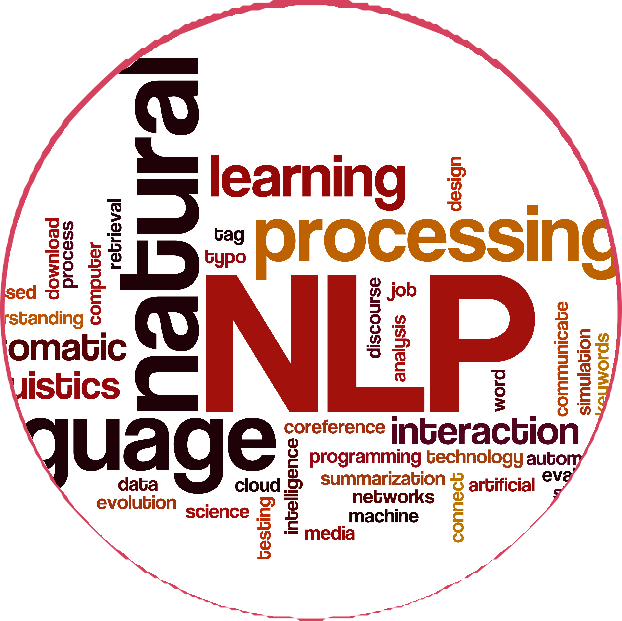 natural
learning
design
processing
tag
typo
retrieval
download
process
computer
sed
rstanding
omatic
uistics
NLP
discourse
job
analysis
word
communicate
simulation
keywords
guage
coreference
interaction
programming
technology
autom
eva
data
cloud
intelligence
summarization
artificial
evolution
science
testing
networks
machine
media
connect